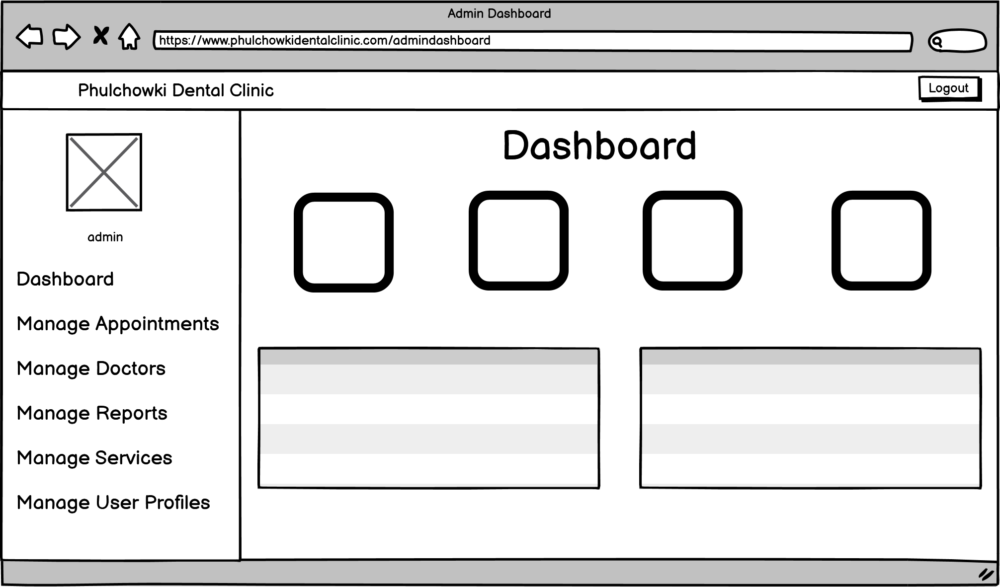 Admin Dashboard
https://www.phulchowkidentalclinic.com/admindashboard
Phulchowki Dental Clinic
Logout
admin
Dashboard
Manage Appointments
Manage Doctors
Manage Reports
Manage Services
Manage User Profiles
Dashboard